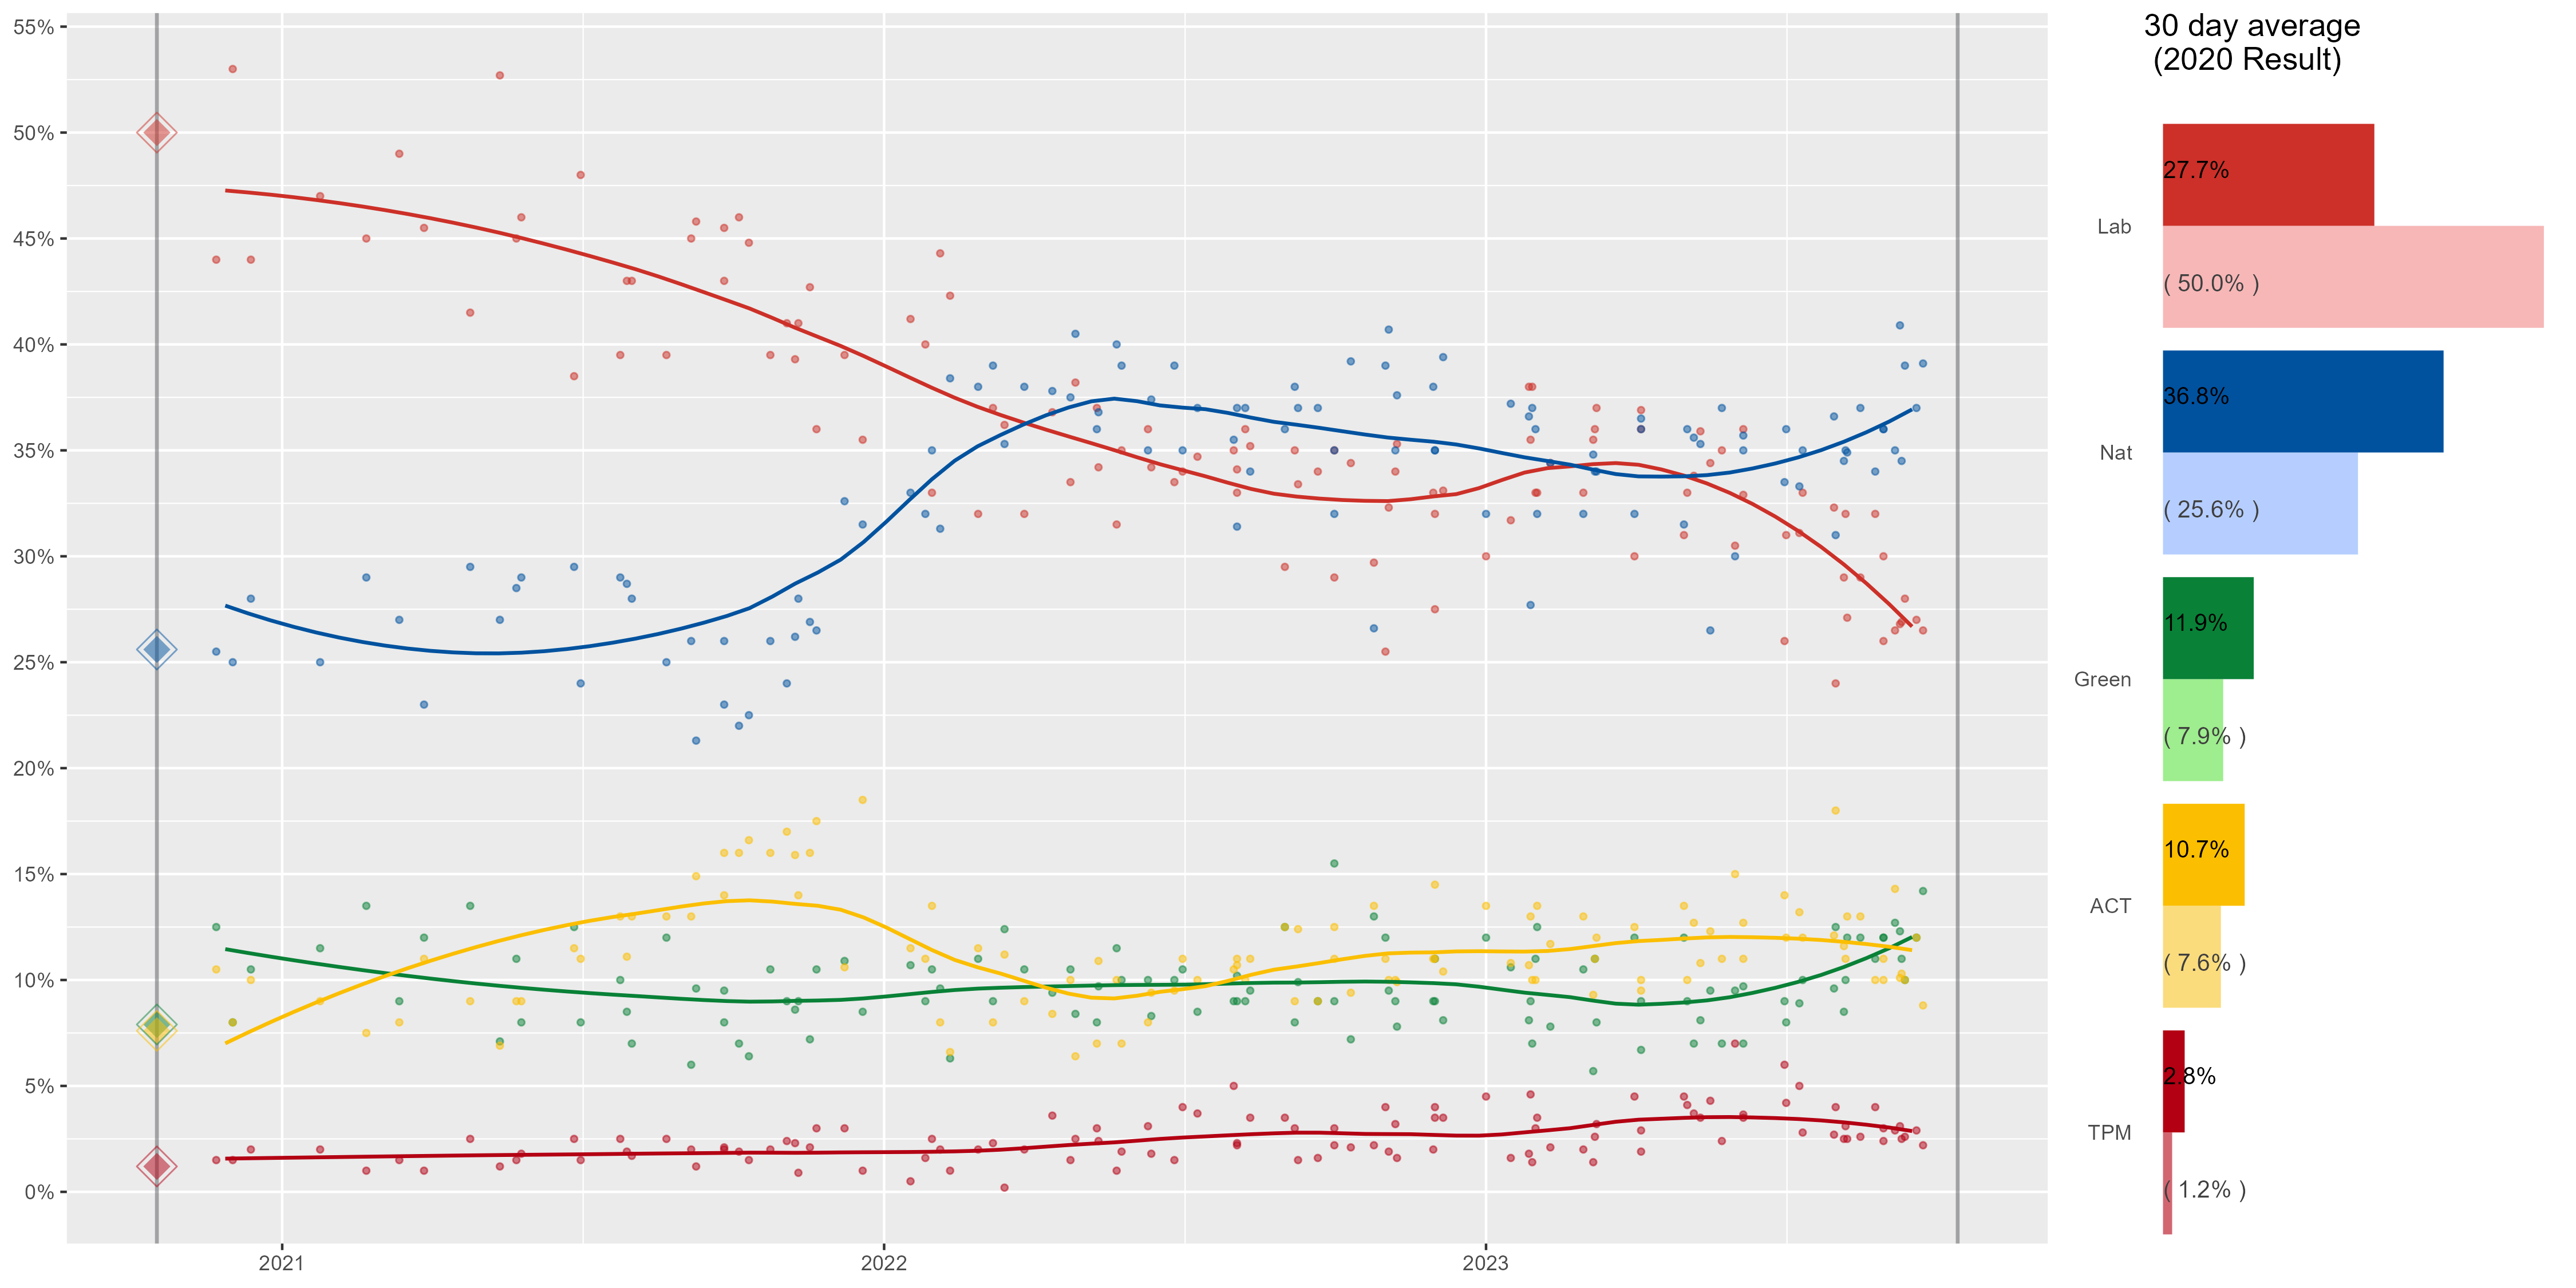 55%
50%
45%
40%
35%
30%
25%
20%
15%
10%
5%
0%
2021
2022
2023
30 day average
(2020 Result)
Lab
27.7%
( 50.0% )
Nat
36.8%
( 25.6% )
Green
11.9%
( 7.9% )
ACT
10.7%
( 7.6% )
TPM
2.8%
( 1.2% )